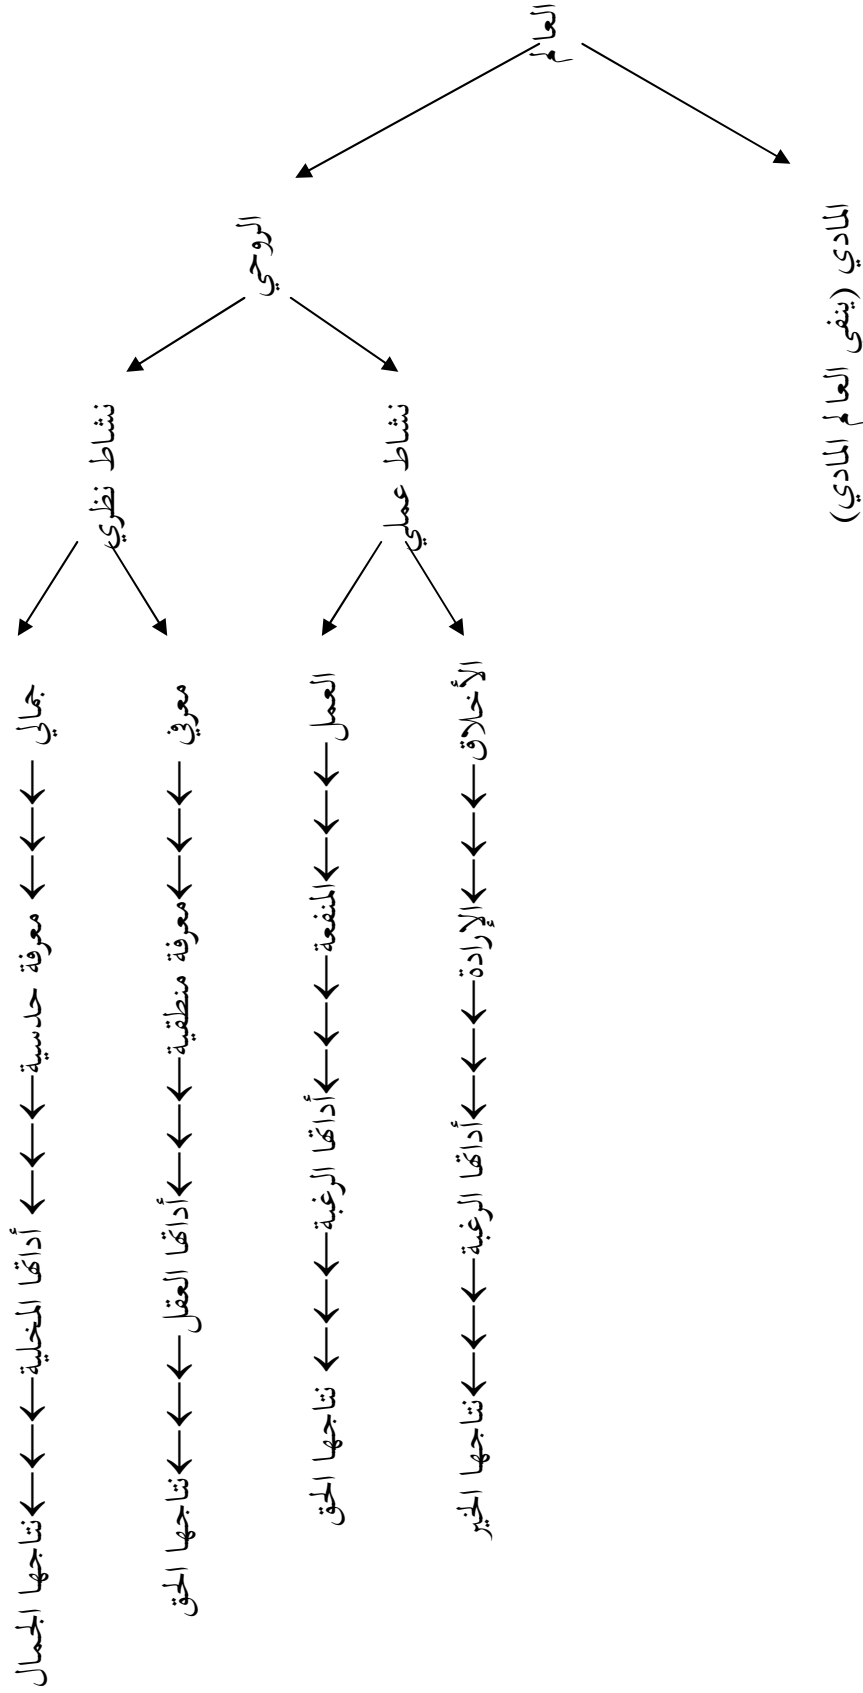 العالم
المادي (ينفى العالم المادي)
الروحي
نشاط عملي
نشاط نظري
الأخلاق
الإرادة
أداتها الرغبة
نتاجها الخير
العمل
المنفعة
أداتها الرغبة
نتاجها الحق
معرفي
معرفة منطقية
أداتها العقل
نتاجها الحق
جمالي
معرفة حدسية
أداتها المخلية
نتاجها الجمال